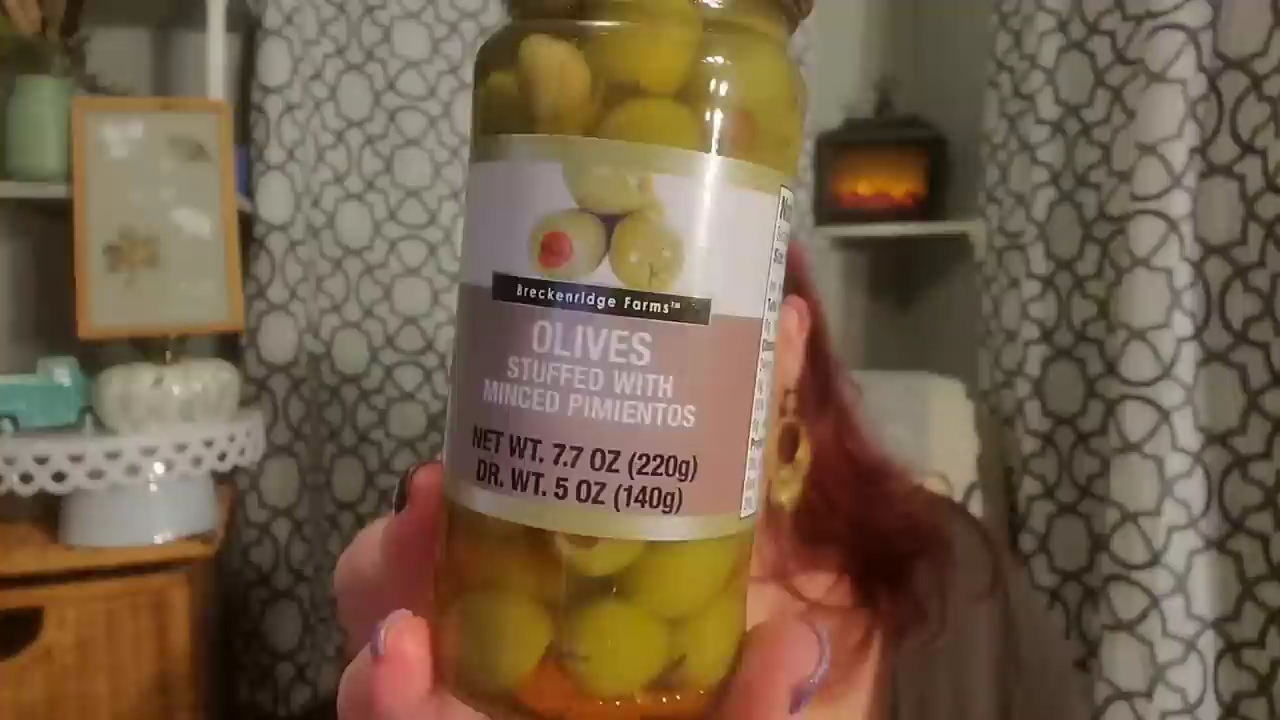 Breckenridge Farms™
OLIVES
STUFFED WITH
MINCED PIMIENTOS
NET WT. 7.7 OZ (220g)
DR. WT. 5 OZ (140g)